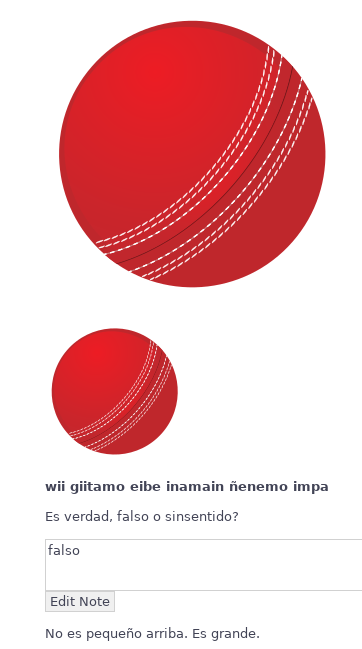 wii giitamo eibe inamain ñenemo impa
Es verdad, falso o sinsentido?
falso
Edit Note
No es pequeño arriba. Es grande.